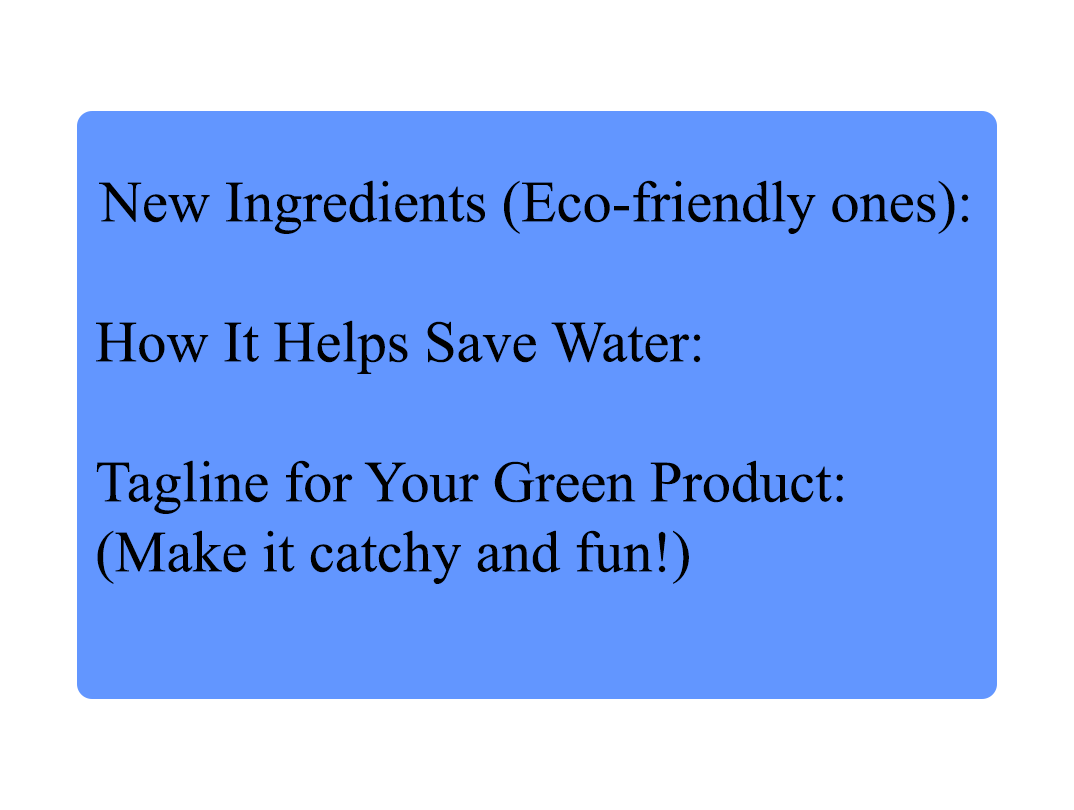 New Ingredients (Eco-friendly ones):
How It Helps Save Water:
Tagline for Your Green Product:
(Make it catchy and fun!)